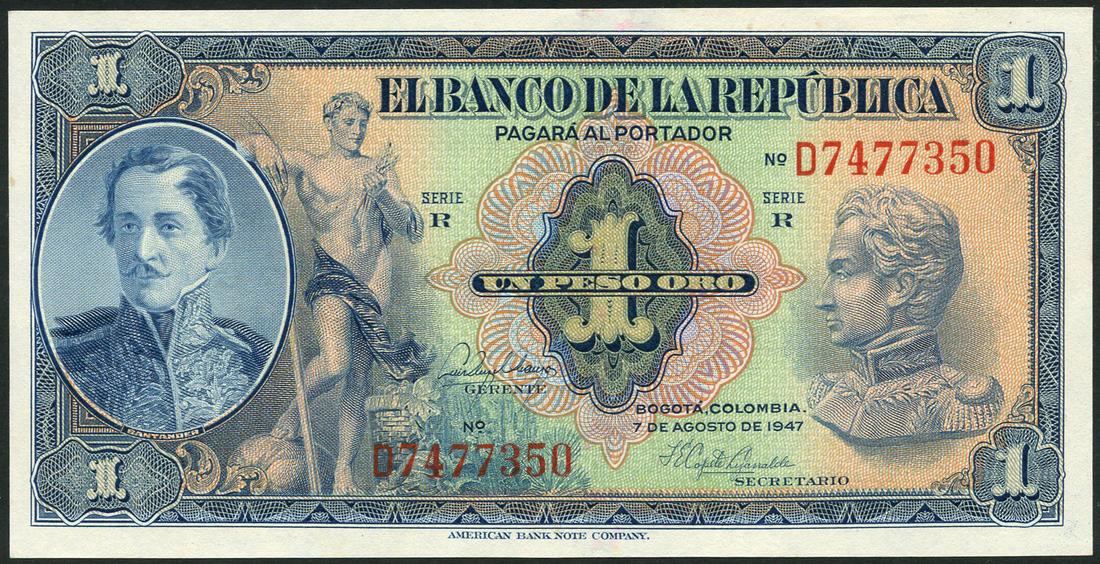 1
1
EL BANCO DE LA REPÚBLICA
PAGARÁ AL PORTADOR
Nº D7477350
SERIE
R
SERIE
R
1
UN PESO ORO
SANTANDER
GERENTE
BOGOTÁ, COLOMBIA.
7 DE AGOSTO DE 1947
Nº
D7477350
SECRETARIO
1
1
AMERICAN BANK NOTE COMPANY.